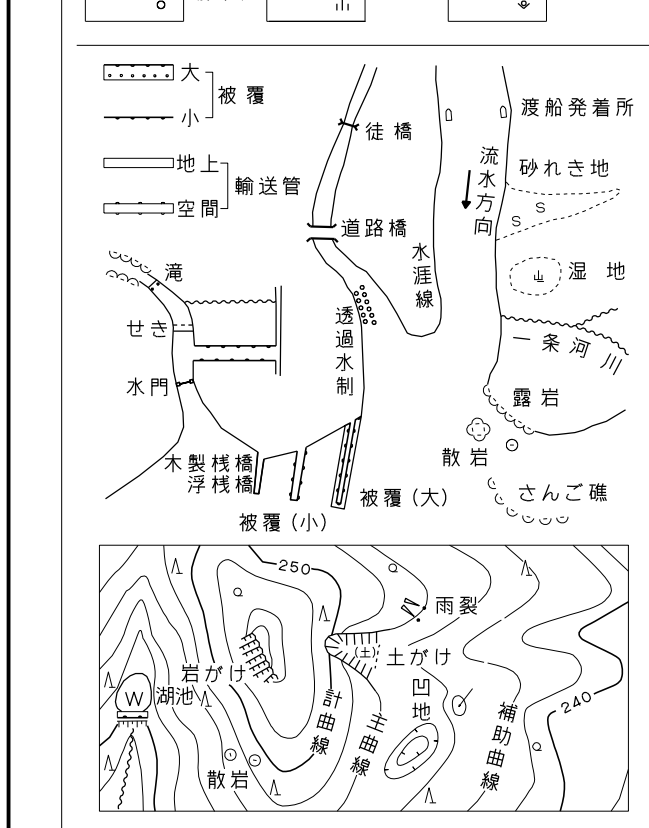 大
被覆
小
徒橋
渡船発着所
地上
輸送管
空間
流水方向
砂れき地
道路橋
水涯線
滝
湿地
せき
透過水制
一条河川
水門
露岩
散岩
木製桟橋
浮桟橋
被覆(大)
さんご礁
被覆(小)
250
雨裂
(土)
土がけ
岩がけ
凹地
W
湖池
計曲線
主曲線
補助曲線
240
散岩